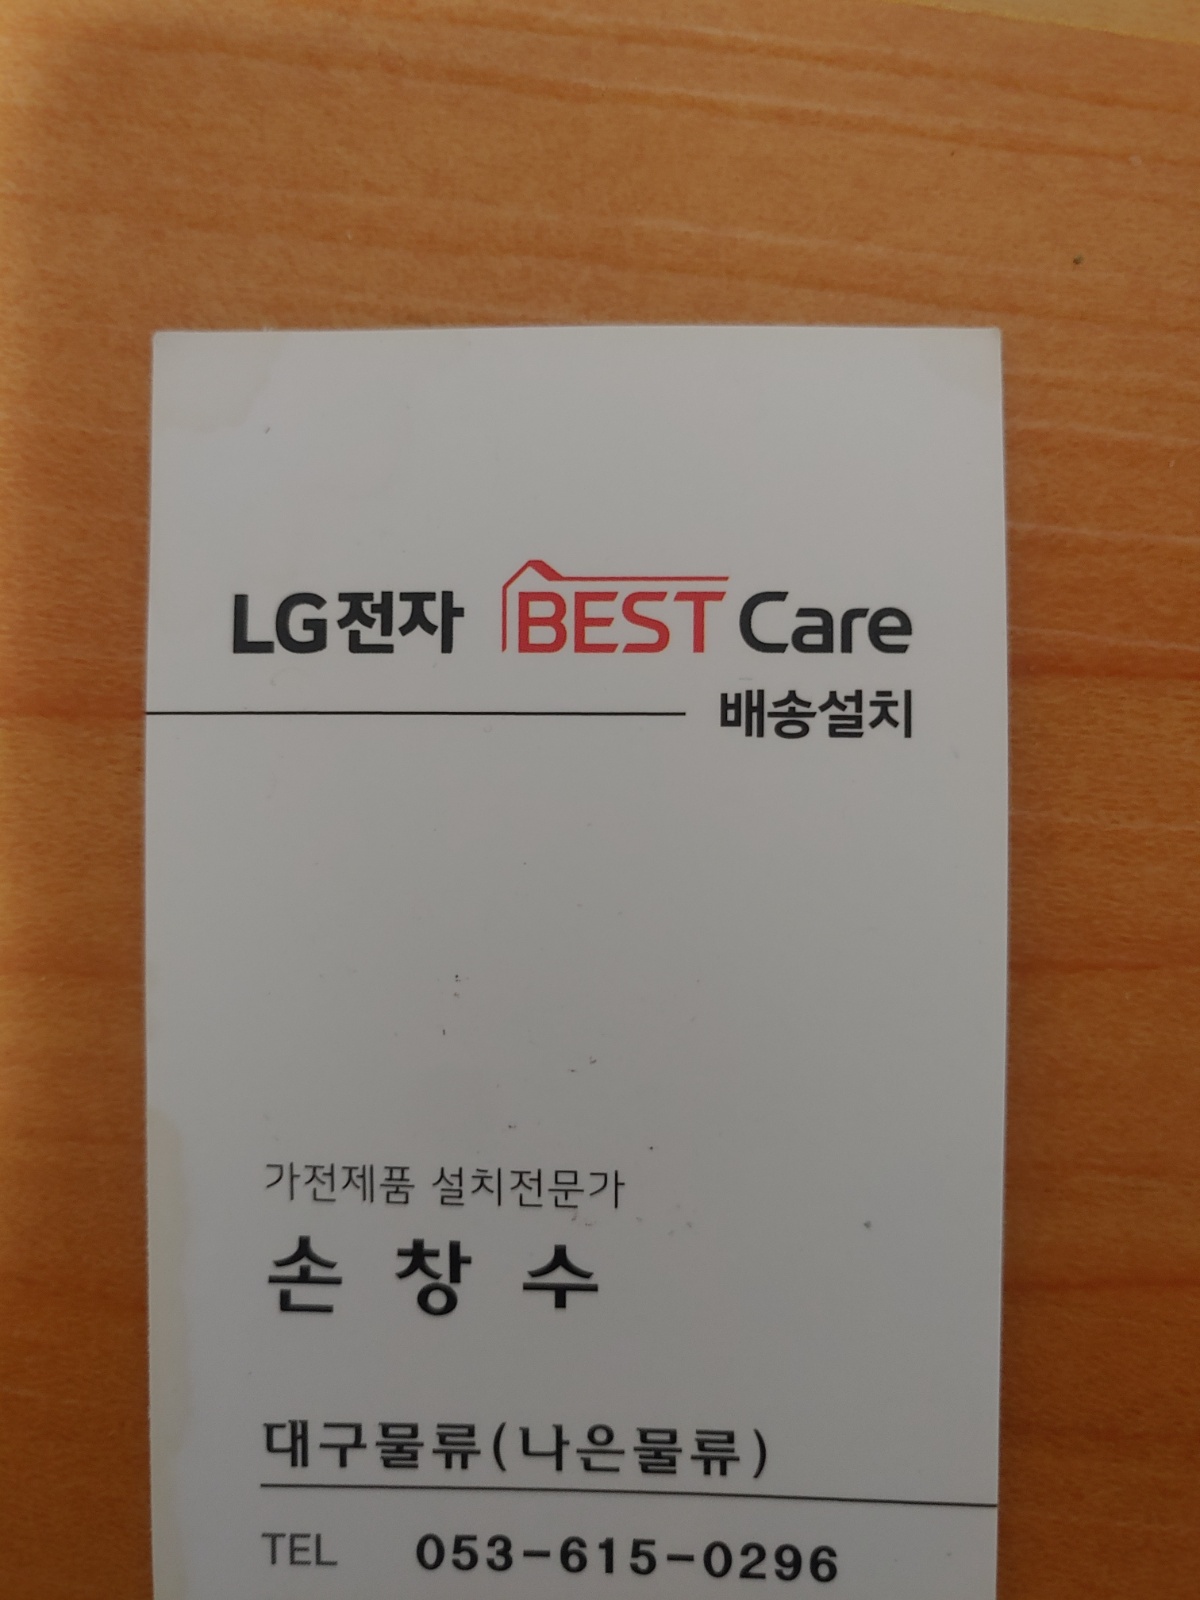 LG전자 BEST Care
배송설치
가전제품 설치전문가
손 창 수
대구물류(나은물류)
TEL 053-615-0296